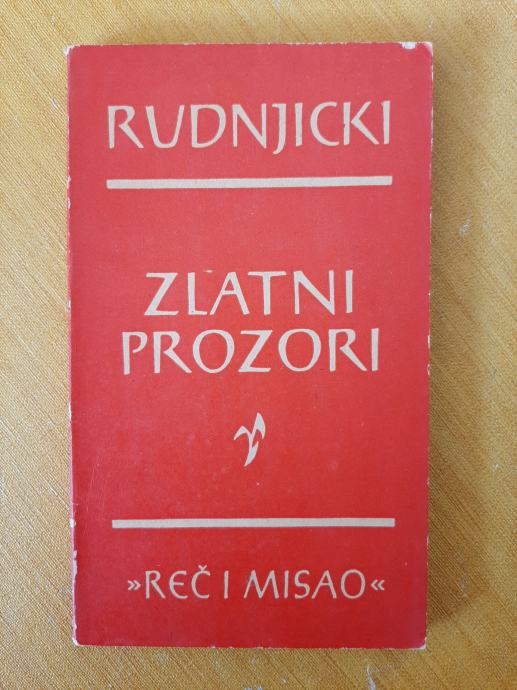 RUDNJICKI
ZLATNI
PROZORI
»REČ I MISAO«